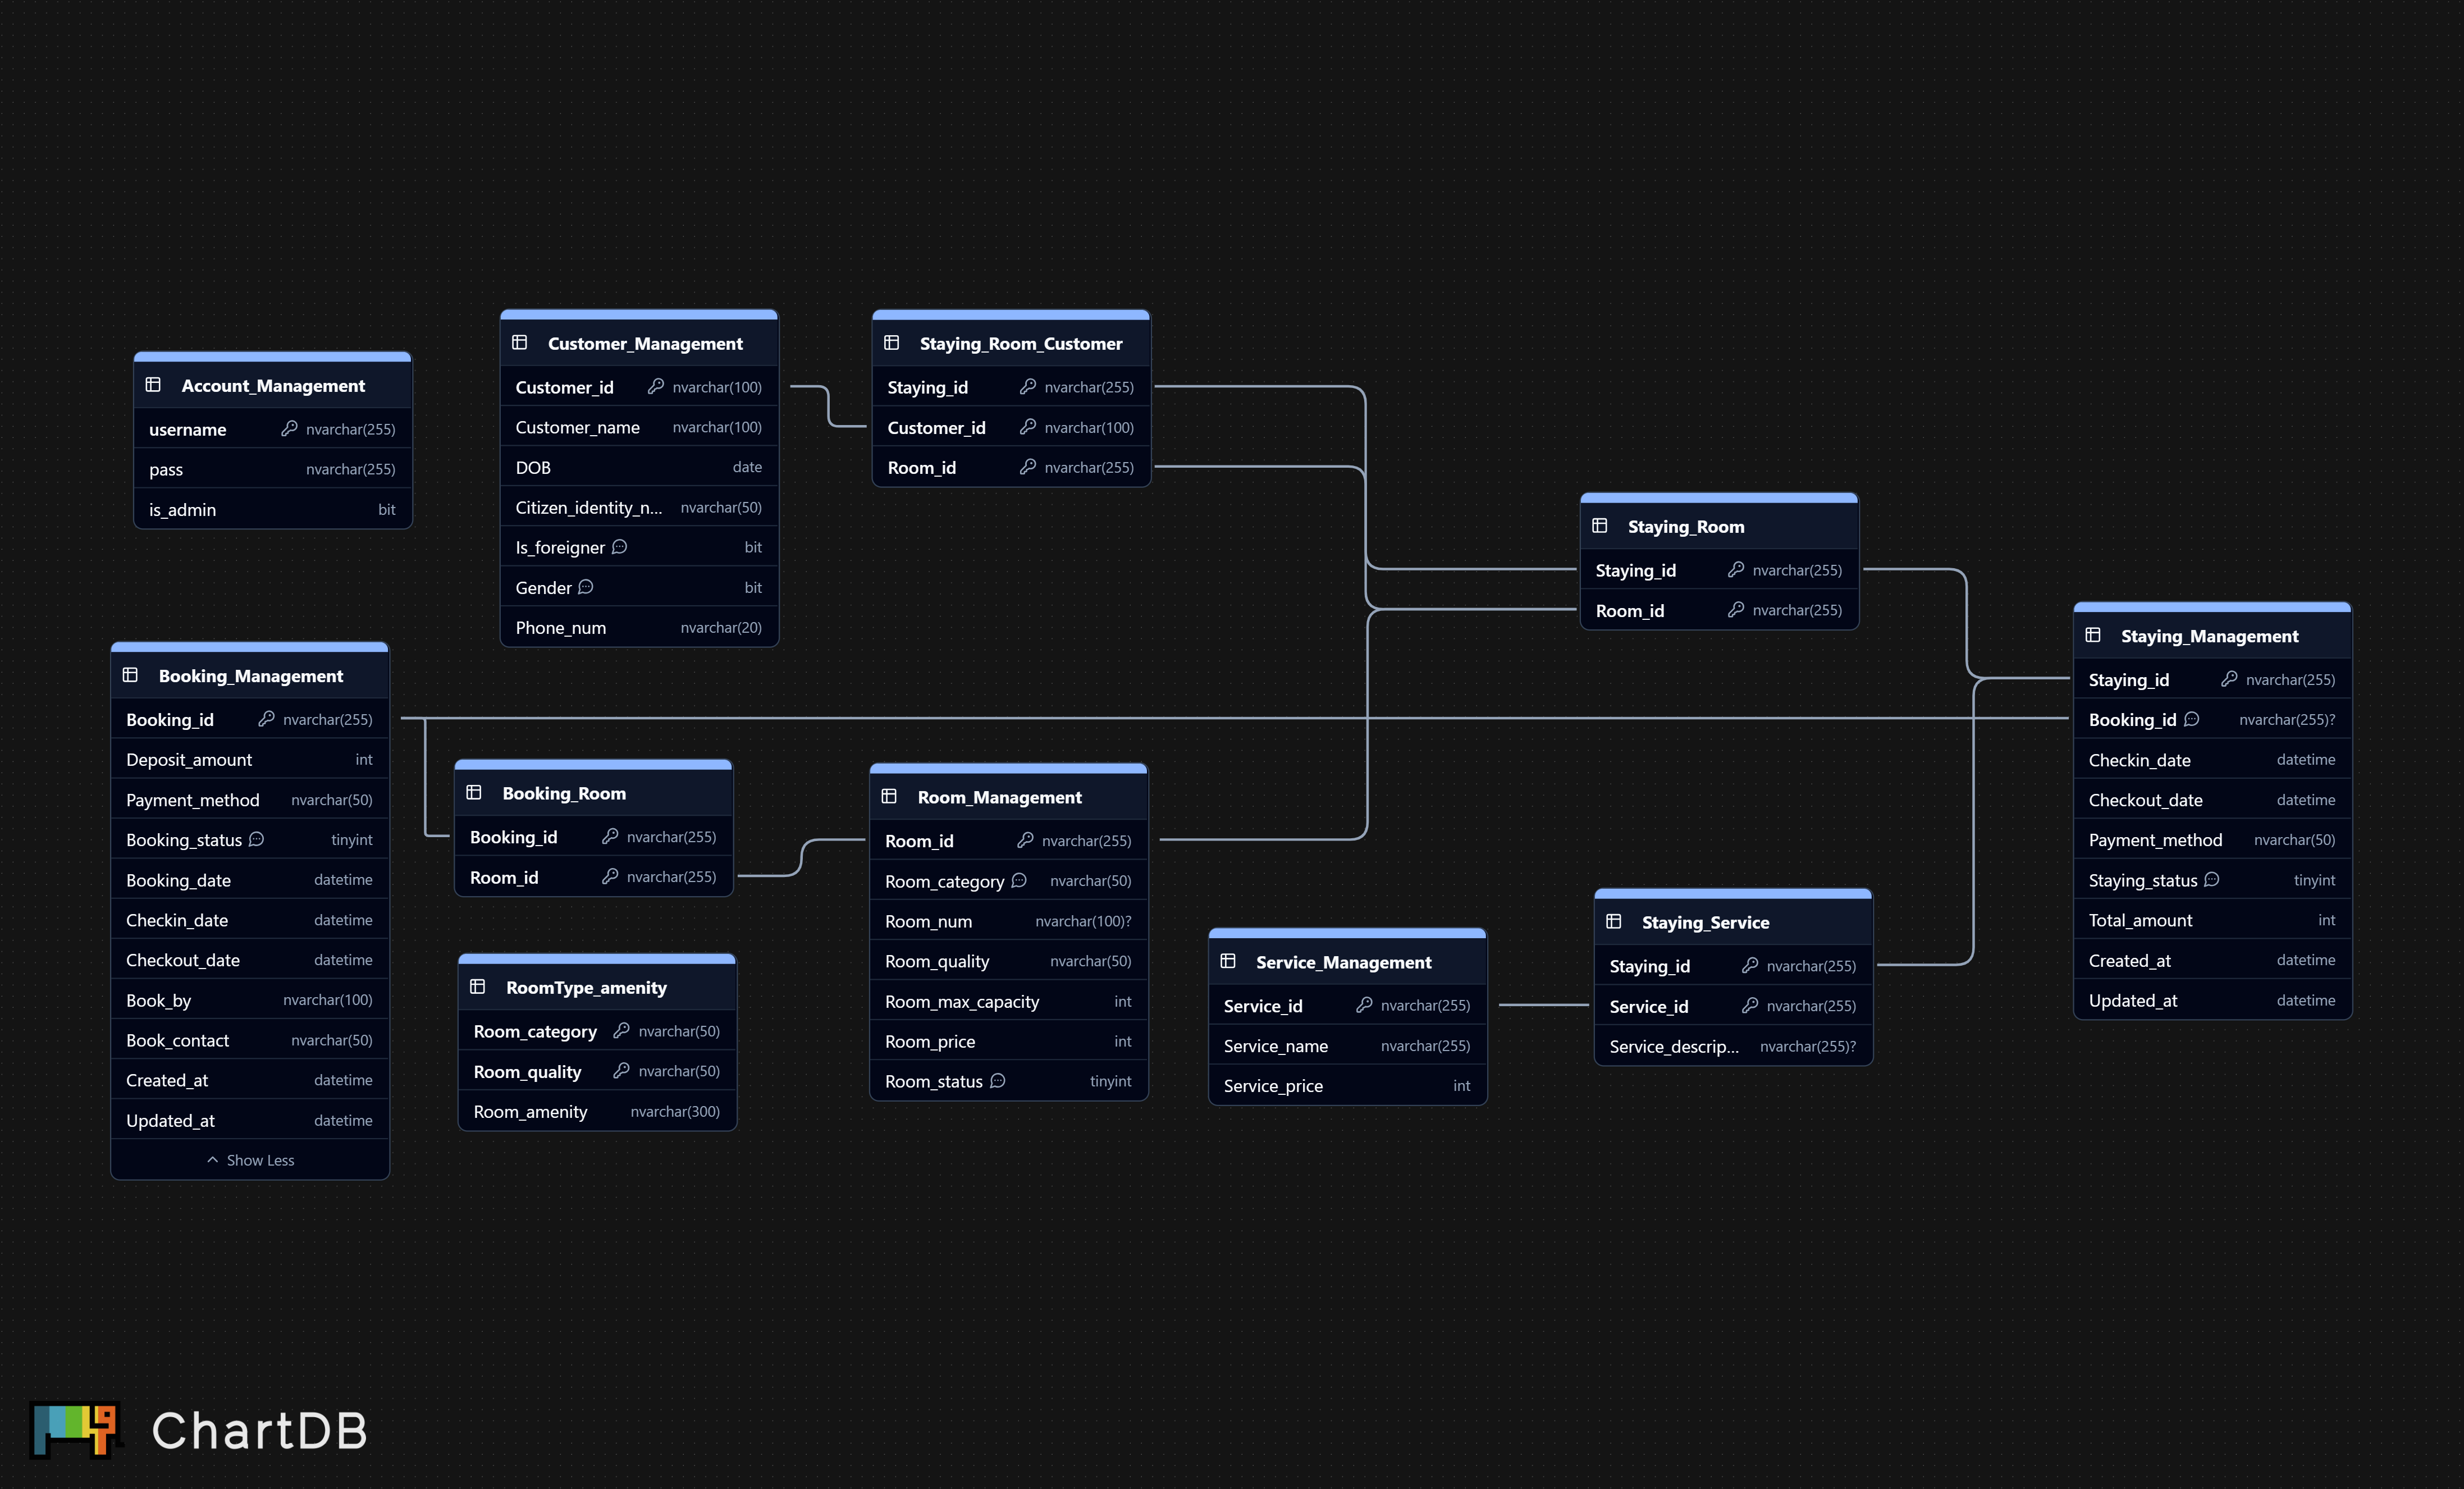 Account_Management
username nvarchar(255)
pass nvarchar(255)
is_admin bit
Customer_Management
Customer_id nvarchar(100)
Customer_name nvarchar(100)
DOB date
Citizen_identity_n... nvarchar(50)
Is_foreigner bit
Gender bit
Phone_num nvarchar(20)
Staying_Room_Customer
Staying_id nvarchar(255)
Customer_id nvarchar(100)
Room_id nvarchar(255)
Staying_Room
Staying_id nvarchar(255)
Room_id nvarchar(255)
Staying_Management
Staying_id nvarchar(255)
Booking_id nvarchar(255)?
Checkin_date datetime
Checkout_date datetime
Payment_method nvarchar(50)
Staying_status tinyint
Total_amount int
Created_at datetime
Updated_at datetime
Booking_Management
Booking_id nvarchar(255)
Deposit_amount int
Payment_method nvarchar(50)
Booking_status tinyint
Booking_date datetime
Checkin_date datetime
Checkout_date datetime
Book_by nvarchar(100)
Book_contact nvarchar(50)
Created_at datetime
Updated_at datetime
Show Less
Booking_Room
Booking_id nvarchar(255)
Room_id nvarchar(255)
RoomType_amenity
Room_category nvarchar(50)
Room_quality nvarchar(50)
Room_amenity nvarchar(300)
Room_Management
Room_id nvarchar(255)
Room_category nvarchar(50)
Room_num nvarchar(100)?
Room_quality nvarchar(50)
Room_max_capacity int
Room_price int
Room_status tinyint
Service_Management
Service_id nvarchar(255)
Service_name nvarchar(255)
Service_price int
Staying_Service
Staying_id nvarchar(255)
Service_id nvarchar(255)
Service_descrip... nvarchar(255)?
ChartDB